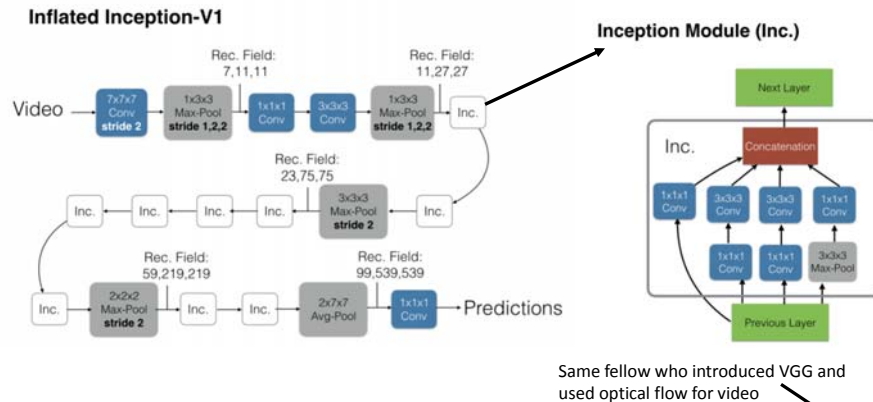 Inflated Inception-V1
Rec. Field:
7,11,11
Rec. Field:
11,27,27
Video
7x7x7
Conv
stride 2
1x3x3
Max-Pool
stride 1,2,2
1x1x1
Conv
3x3x3
Conv
1x3x3
Max-Pool
stride 1,2,2
Inc.
Rec. Field:
23,75,75
Inc.
Inc.
Inc.
Inc.
Inc.
3x3x3
Max-Pool
stride 2
Inc.
Rec. Field:
59,219,219
Rec. Field:
99,539,539
Inc.
2x2x2
Max-Pool
stride 2
Inc.
Inc.
2x7x7
Avg-Pool
1x1x1
Conv
Predictions
Inception Module (Inc.)
Next Layer
Inc.
Concatenation
1x1x1
Conv
3x3x3
Conv
3x3x3
Conv
1x1x1
Conv
1x1x1
Conv
1x1x1
Conv
3x3x3
Max-Pool
Previous Layer
Same fellow who introduced VGG and
used optical flow for video